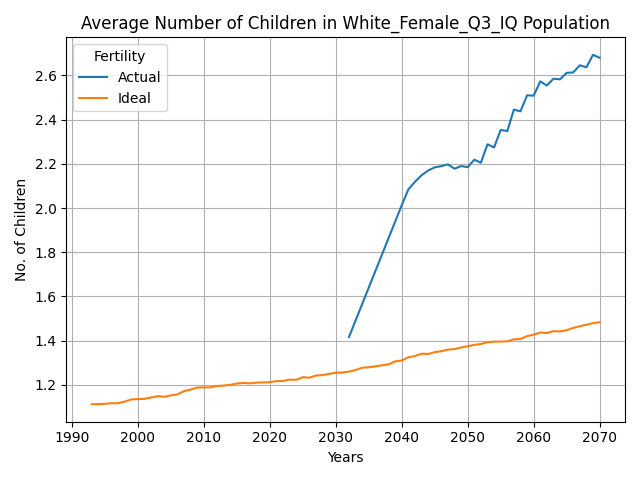 Average Number of Children in White_Female_Q3_IQ Population
Fertility
Actual
Ideal
No. of Children
2.6
2.4
2.2
2.0
1.8
1.6
1.4
1.2
1990 2000 2010 2020 2030 2040 2050 2060 2070
Years